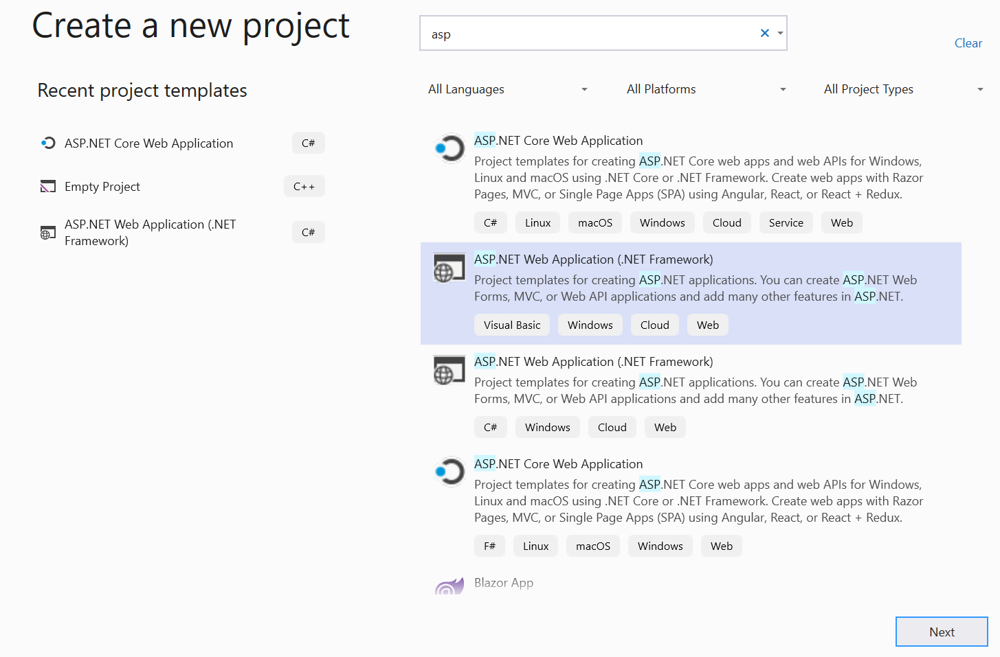 Create a new project
asp
Clear
Recent project templates
All Languages
All Platforms
All Project Types
ASP.NET Core Web Application
C#
Empty Project
C++
ASP.NET Web Application (.NET
Framework)
C#
ASP.NET Core Web Application
Project templates for creating ASP.NET Core web apps and web APIs for Windows,
Linux and macOS using .NET Core or .NET Framework. Create web apps with Razor
Pages, MVC, or Single Page Apps (SPA) using Angular, React, or React + Redux.
C# Linux macOS Windows Cloud Service Web
ASP.NET Web Application (.NET Framework)
Project templates for creating ASP.NET applications. You can create ASP.NET Web
Forms, MVC, or Web API applications and add many other features in ASP.NET.
Visual Basic Windows Cloud Web
ASP.NET Web Application (.NET Framework)
Project templates for creating ASP.NET applications. You can create ASP.NET Web
Forms, MVC, or Web API applications and add many other features in ASP.NET.
C# Windows Cloud Web
ASP.NET Core Web Application
Project templates for creating ASP.NET Core web apps and web APIs for Windows,
Linux and macOS using .NET Core or .NET Framework. Create web apps with Razor
Pages, MVC, or Single Page Apps (SPA) using Angular, React, or React + Redux.
F# Linux macOS Windows Web
Blazor App
Next